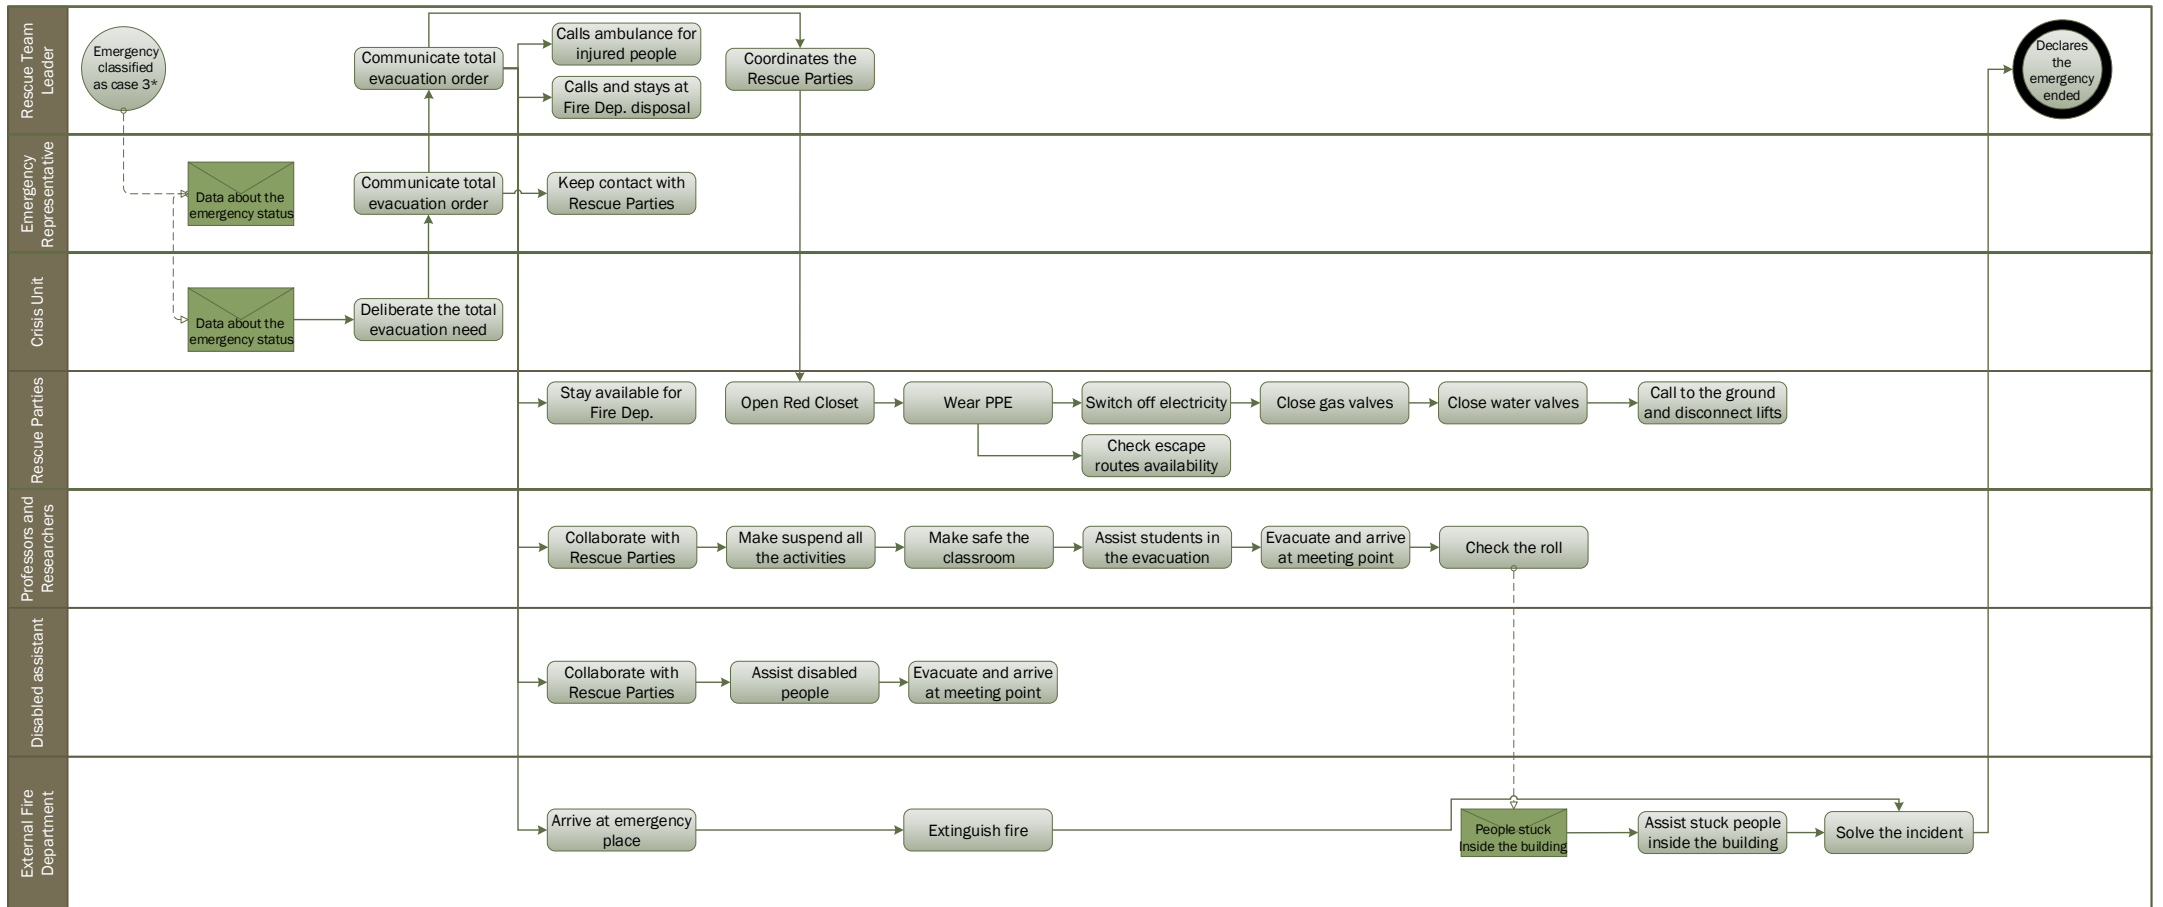 Rescue Team
Leader
Emergency
classified
as case 3*
Communicate total
evacuation order
Calls ambulance for
injured people
Calls and stays at
Fire Dep. disposal
Coordinates the
Rescue Parties
Declares
the
emergency
ended
Emergency
Representative
Data about the
emergency status
Communicate total
evacuation order
Keep contact with
Rescue Parties
Crisis Unit
Data about the
emergency status
Deliberate the total
evacuation need
Rescue Parties
Stay available for
Fire Dep.
Open Red Closet
Wear PPE
Switch off electricity
Close gas valves
Close water valves
Call to the ground
and disconnect lifts
Check escape
routes availability
Professors and
Researchers
Collaborate with
Rescue Parties
Make suspend all
the activities
Make safe the
classroom
Assist students in
the evacuation
Evacuate and arrive
at meeting point
Check the roll
Disabled assistant
Collaborate with
Rescue Parties
Assist disabled
people
Evacuate and arrive
at meeting point
External Fire
Department
Arrive at emergency
place
Extinguish fire
People stuck
Inside the building
Assist stuck people
inside the building
Solve the incident